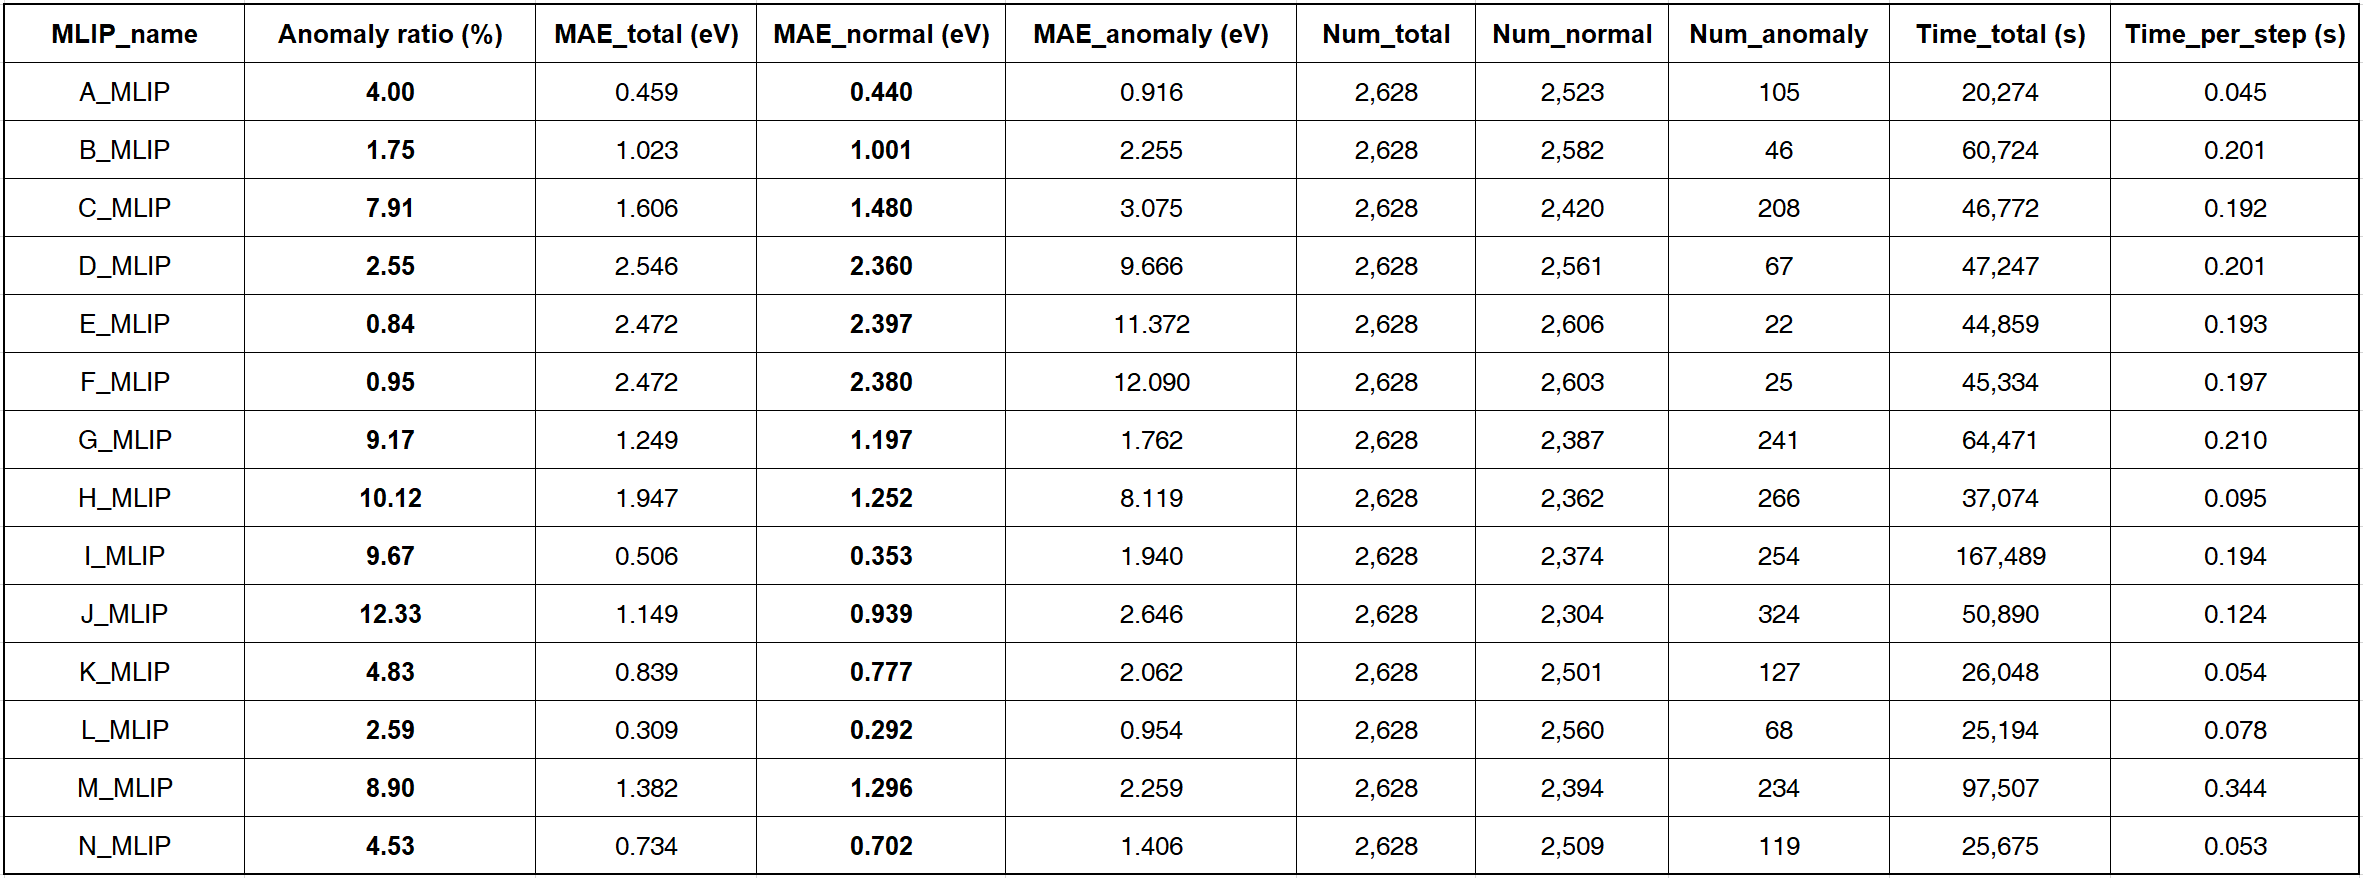 MLIP_name Anomaly ratio (%) MAE_total (eV) MAE_normal (eV) MAE_anomaly (eV) Num_total Num_normal Num_anomaly Time_total (s) Time_per_step (s)
A_MLIP 4.00 0.459 0.440 0.916 2,628 2,523 105 20,274 0.045
B_MLIP 1.75 1.023 1.001 2.255 2,628 2,582 46 60,724 0.201
C_MLIP 7.91 1.606 1.480 3.075 2,628 2,420 208 46,772 0.192
D_MLIP 2.55 2.546 2.360 9.666 2,628 2,561 67 47,247 0.201
E_MLIP 0.84 2.472 2.397 11.372 2,628 2,606 22 44,859 0.193
F_MLIP 0.95 2.472 2.380 12.090 2,628 2,603 25 45,334 0.197
G_MLIP 9.17 1.249 1.197 1.762 2,628 2,387 241 64,471 0.210
H_MLIP 10.12 1.947 1.252 8.119 2,628 2,362 266 37,074 0.095
I_MLIP 9.67 0.506 0.353 1.940 2,628 2,374 254 167,489 0.194
J_MLIP 12.33 1.149 0.939 2.646 2,628 2,304 324 50,890 0.124
K_MLIP 4.83 0.839 0.777 2.062 2,628 2,501 127 26,048 0.054
L_MLIP 2.59 0.309 0.292 0.954 2,628 2,560 68 25,194 0.078
M_MLIP 8.90 1.382 1.296 2.259 2,628 2,394 234 97,507 0.344
N_MLIP 4.53 0.734 0.702 1.406 2,628 2,509 119 25,675 0.053